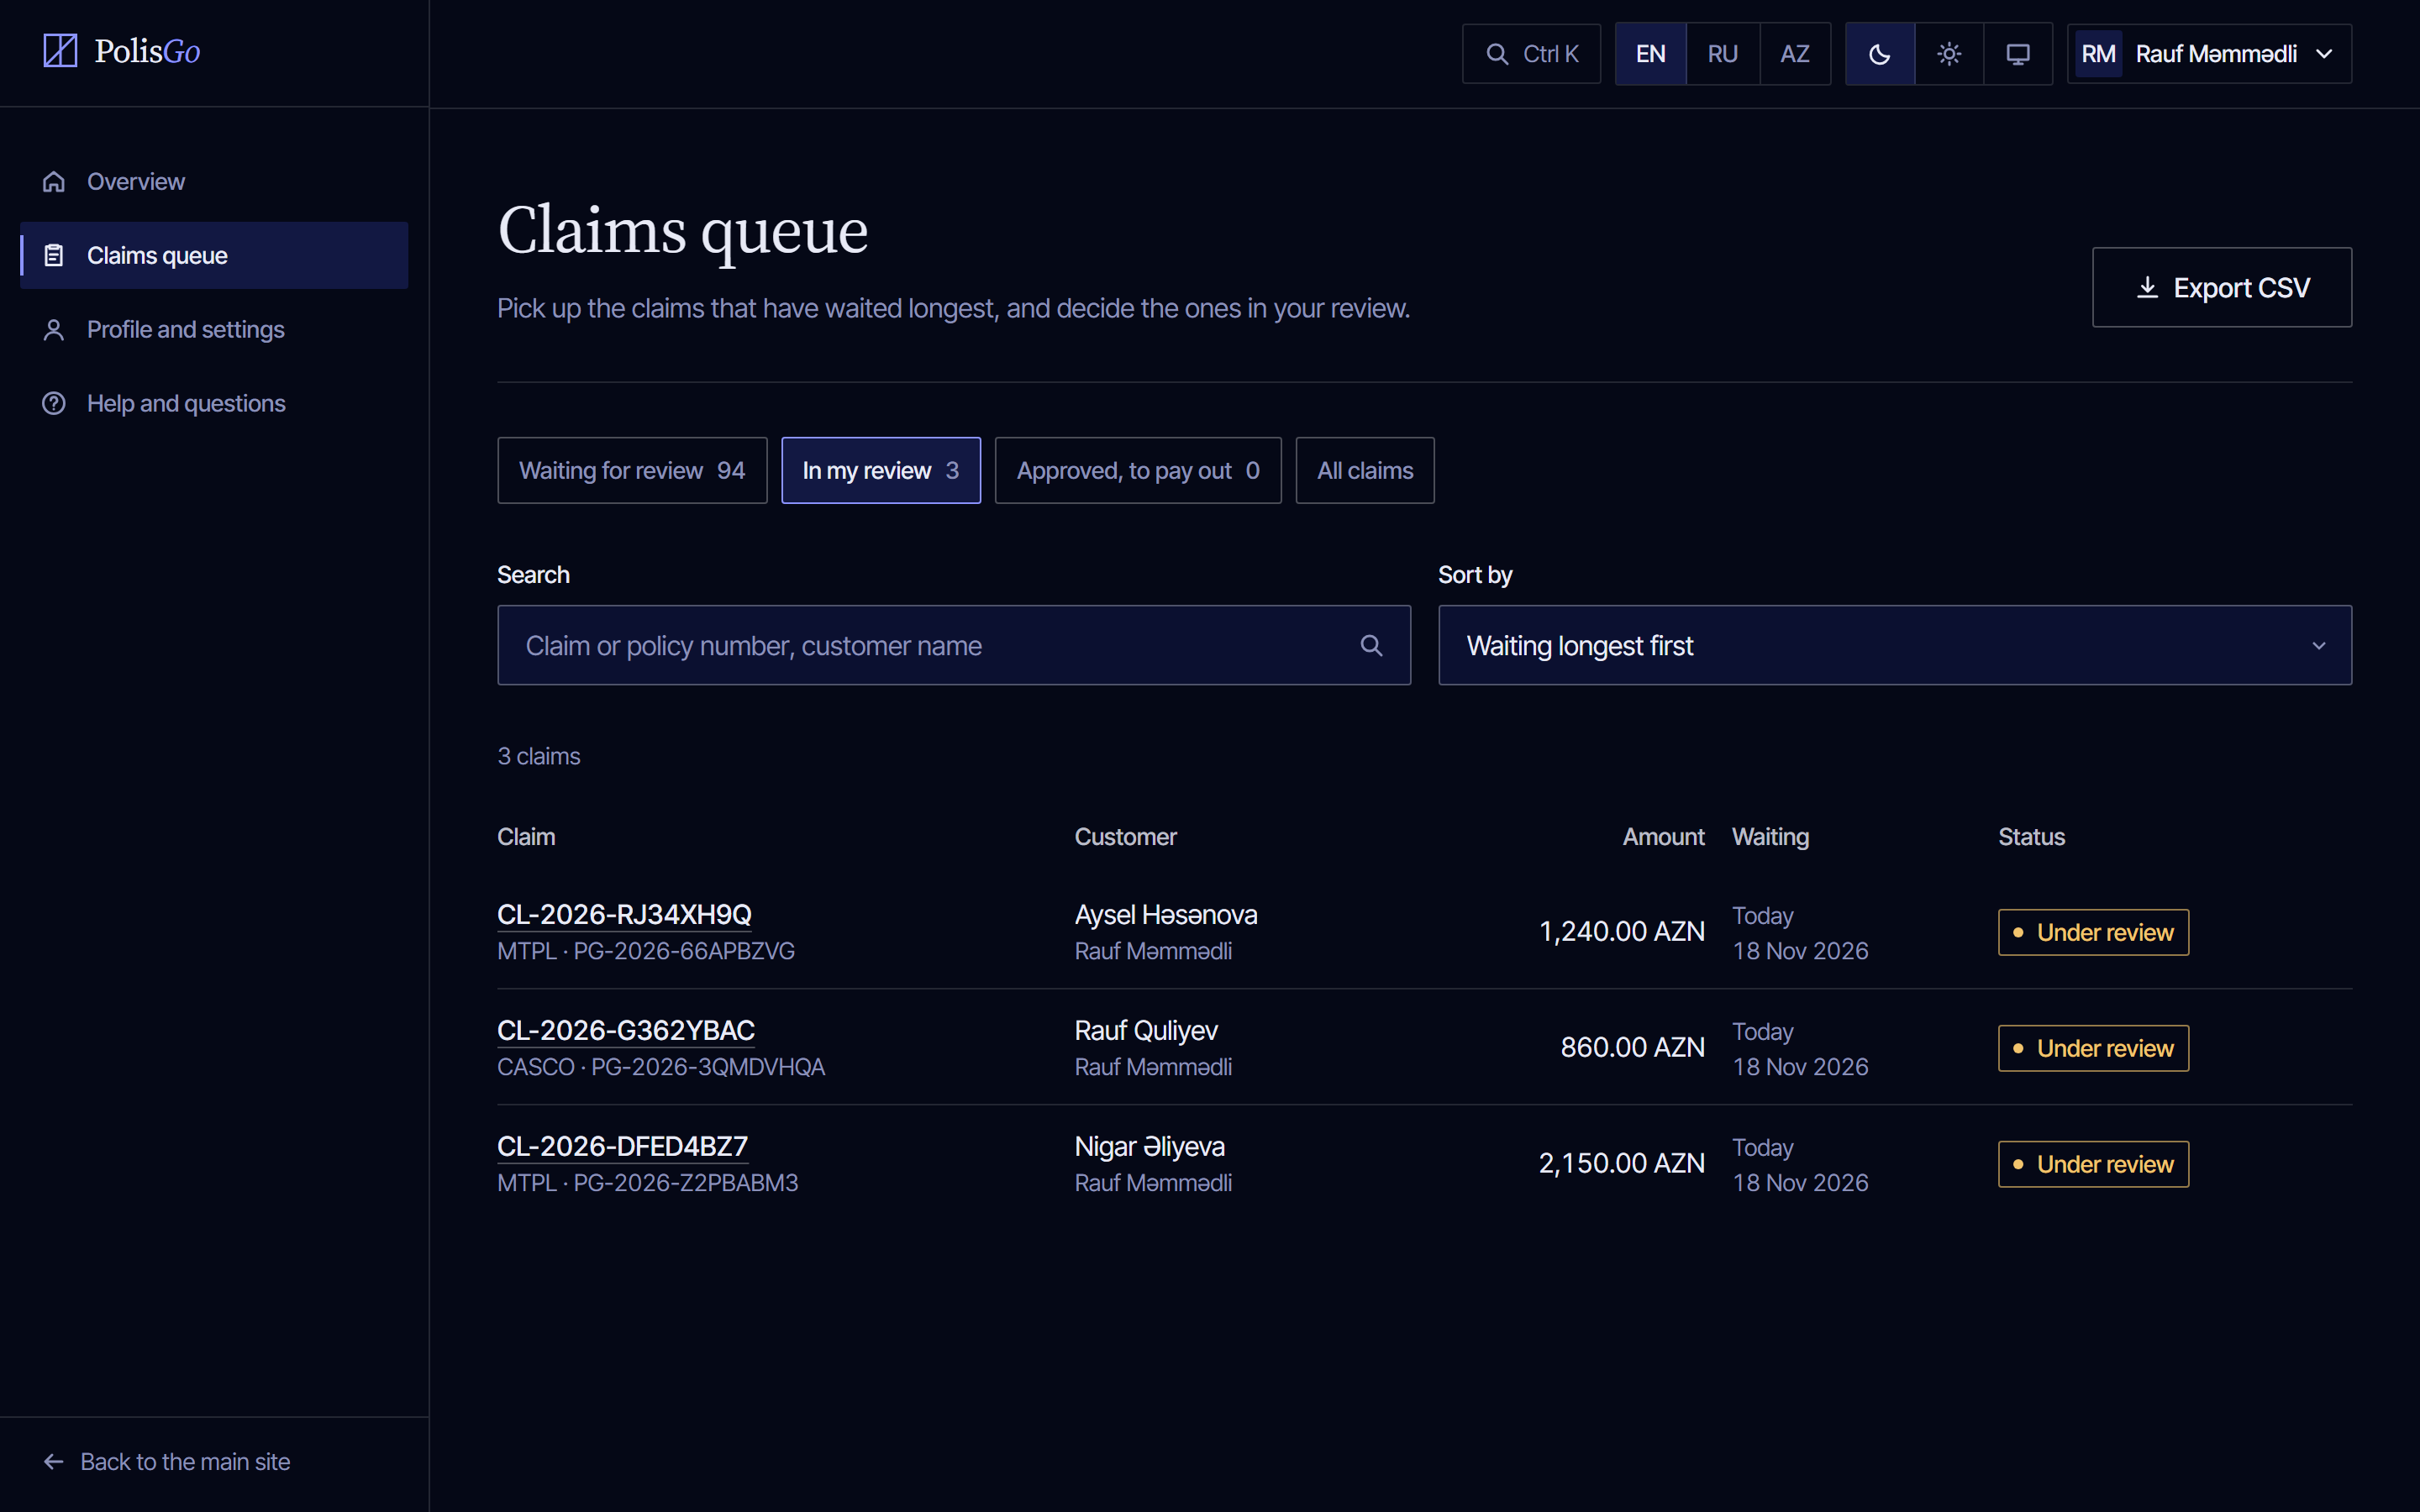 PolisGo
Ctrl K
EN RU AZ
RM Rauf Məmmədli
Overview
Claims queue
Profile and settings
Help and questions
Back to the main site
Claims queue
Pick up the claims that have waited longest, and decide the ones in your review.
Export CSV
Waiting for review 94
In my review 3
Approved, to pay out 0
All claims
Search
Claim or policy number, customer name
Sort by
Waiting longest first
3 claims
Claim Customer Amount Waiting Status
CL-2026-RJ34XH9Q Aysel Həsənova 1,240.00 AZN Today Under review
MTPL · PG-2026-66APBZVG Rauf Məmmədli 18 Nov 2026
CL-2026-G362YBAC Rauf Quliyev 860.00 AZN Today Under review
CASCO · PG-2026-3QMDVHQA Rauf Məmmədli 18 Nov 2026
CL-2026-DFED4BZ7 Nigar Əliyeva 2,150.00 AZN Today Under review
MTPL · PG-2026-Z2PBABM3 Rauf Məmmədli 18 Nov 2026